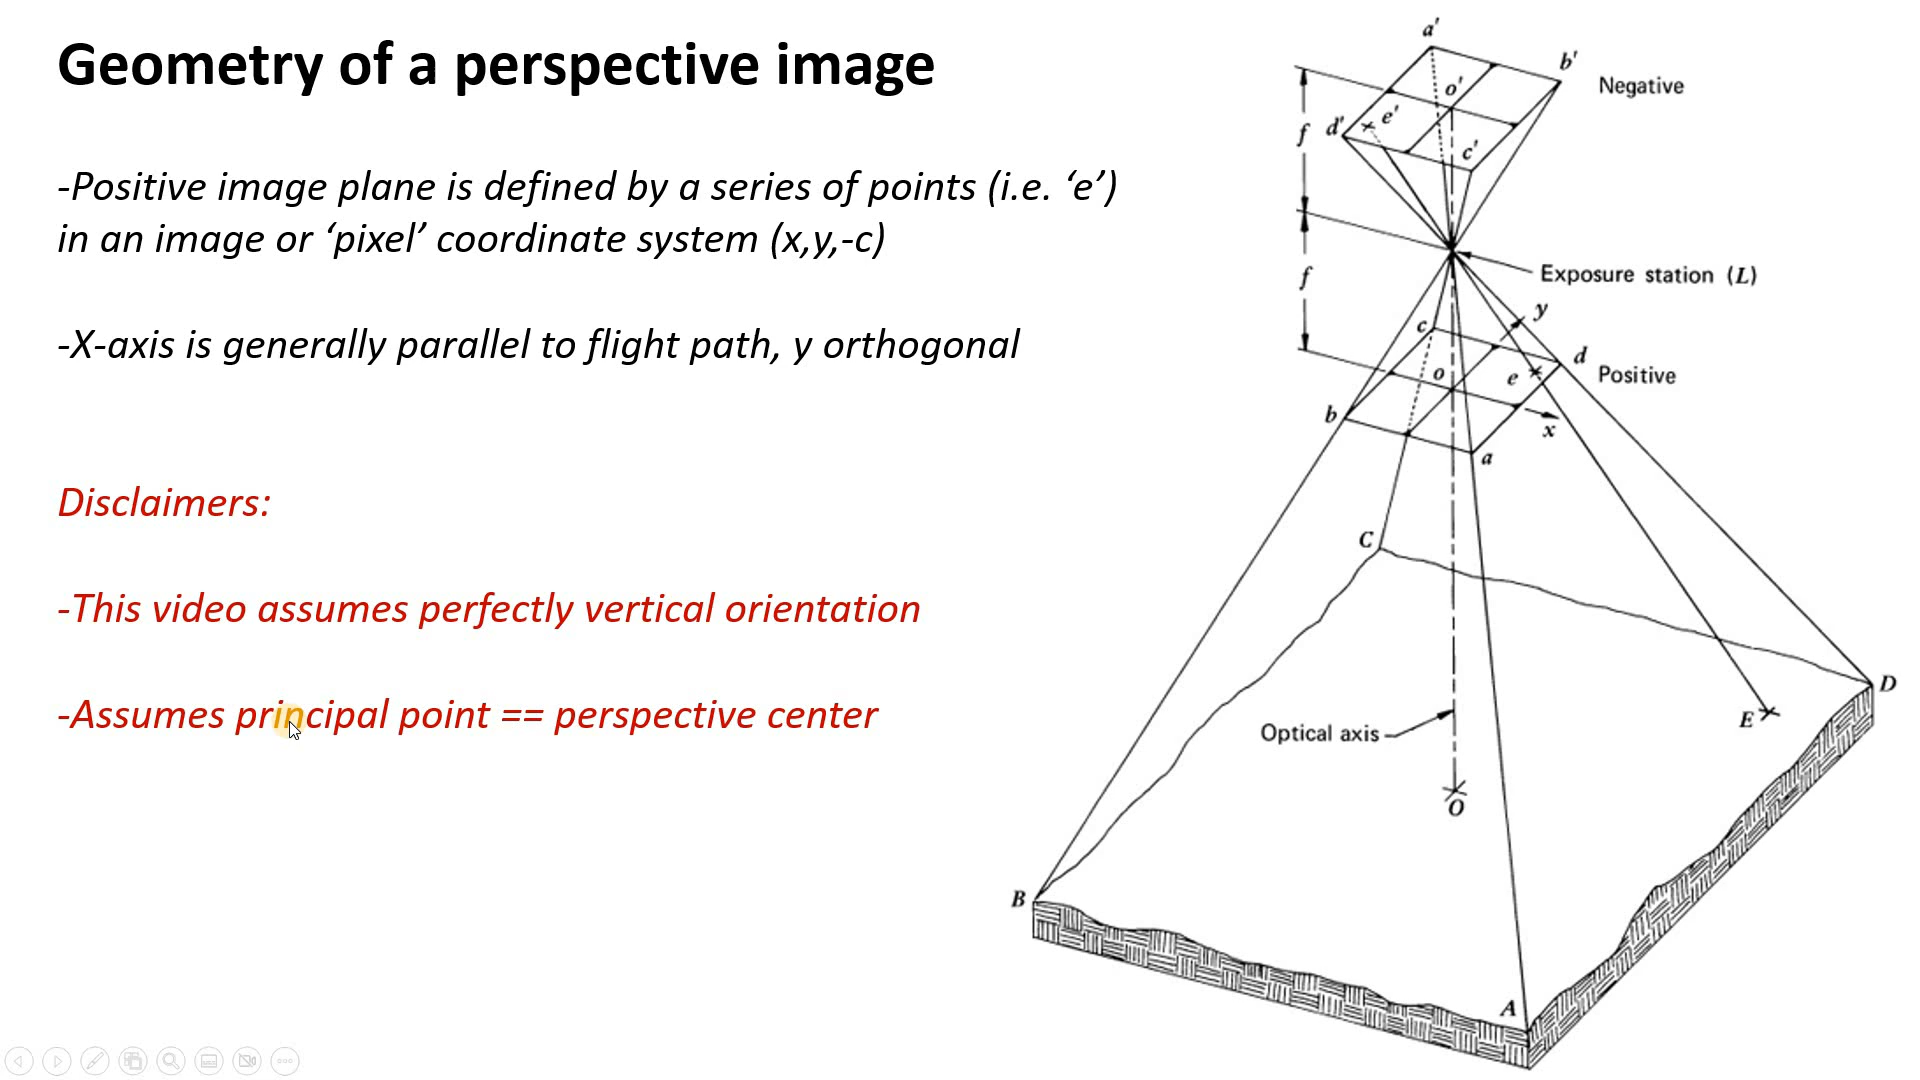 Geometry of a perspective image
-Positive image plane is defined by a series of points (i.e. ‘e’)
in an image or ‘pixel’ coordinate system (x,y,-c)
-X-axis is generally parallel to flight path, y orthogonal
Disclaimers:
-This video assumes perfectly vertical orientation
-Assumes principal point == perspective center
a'
b'
Negative
o'
f
d'
e'
c'
f
Exposure station (L)
y
c
d
o
e
Positive
b
x
a
C
D
E
Optical axis
O
B
A